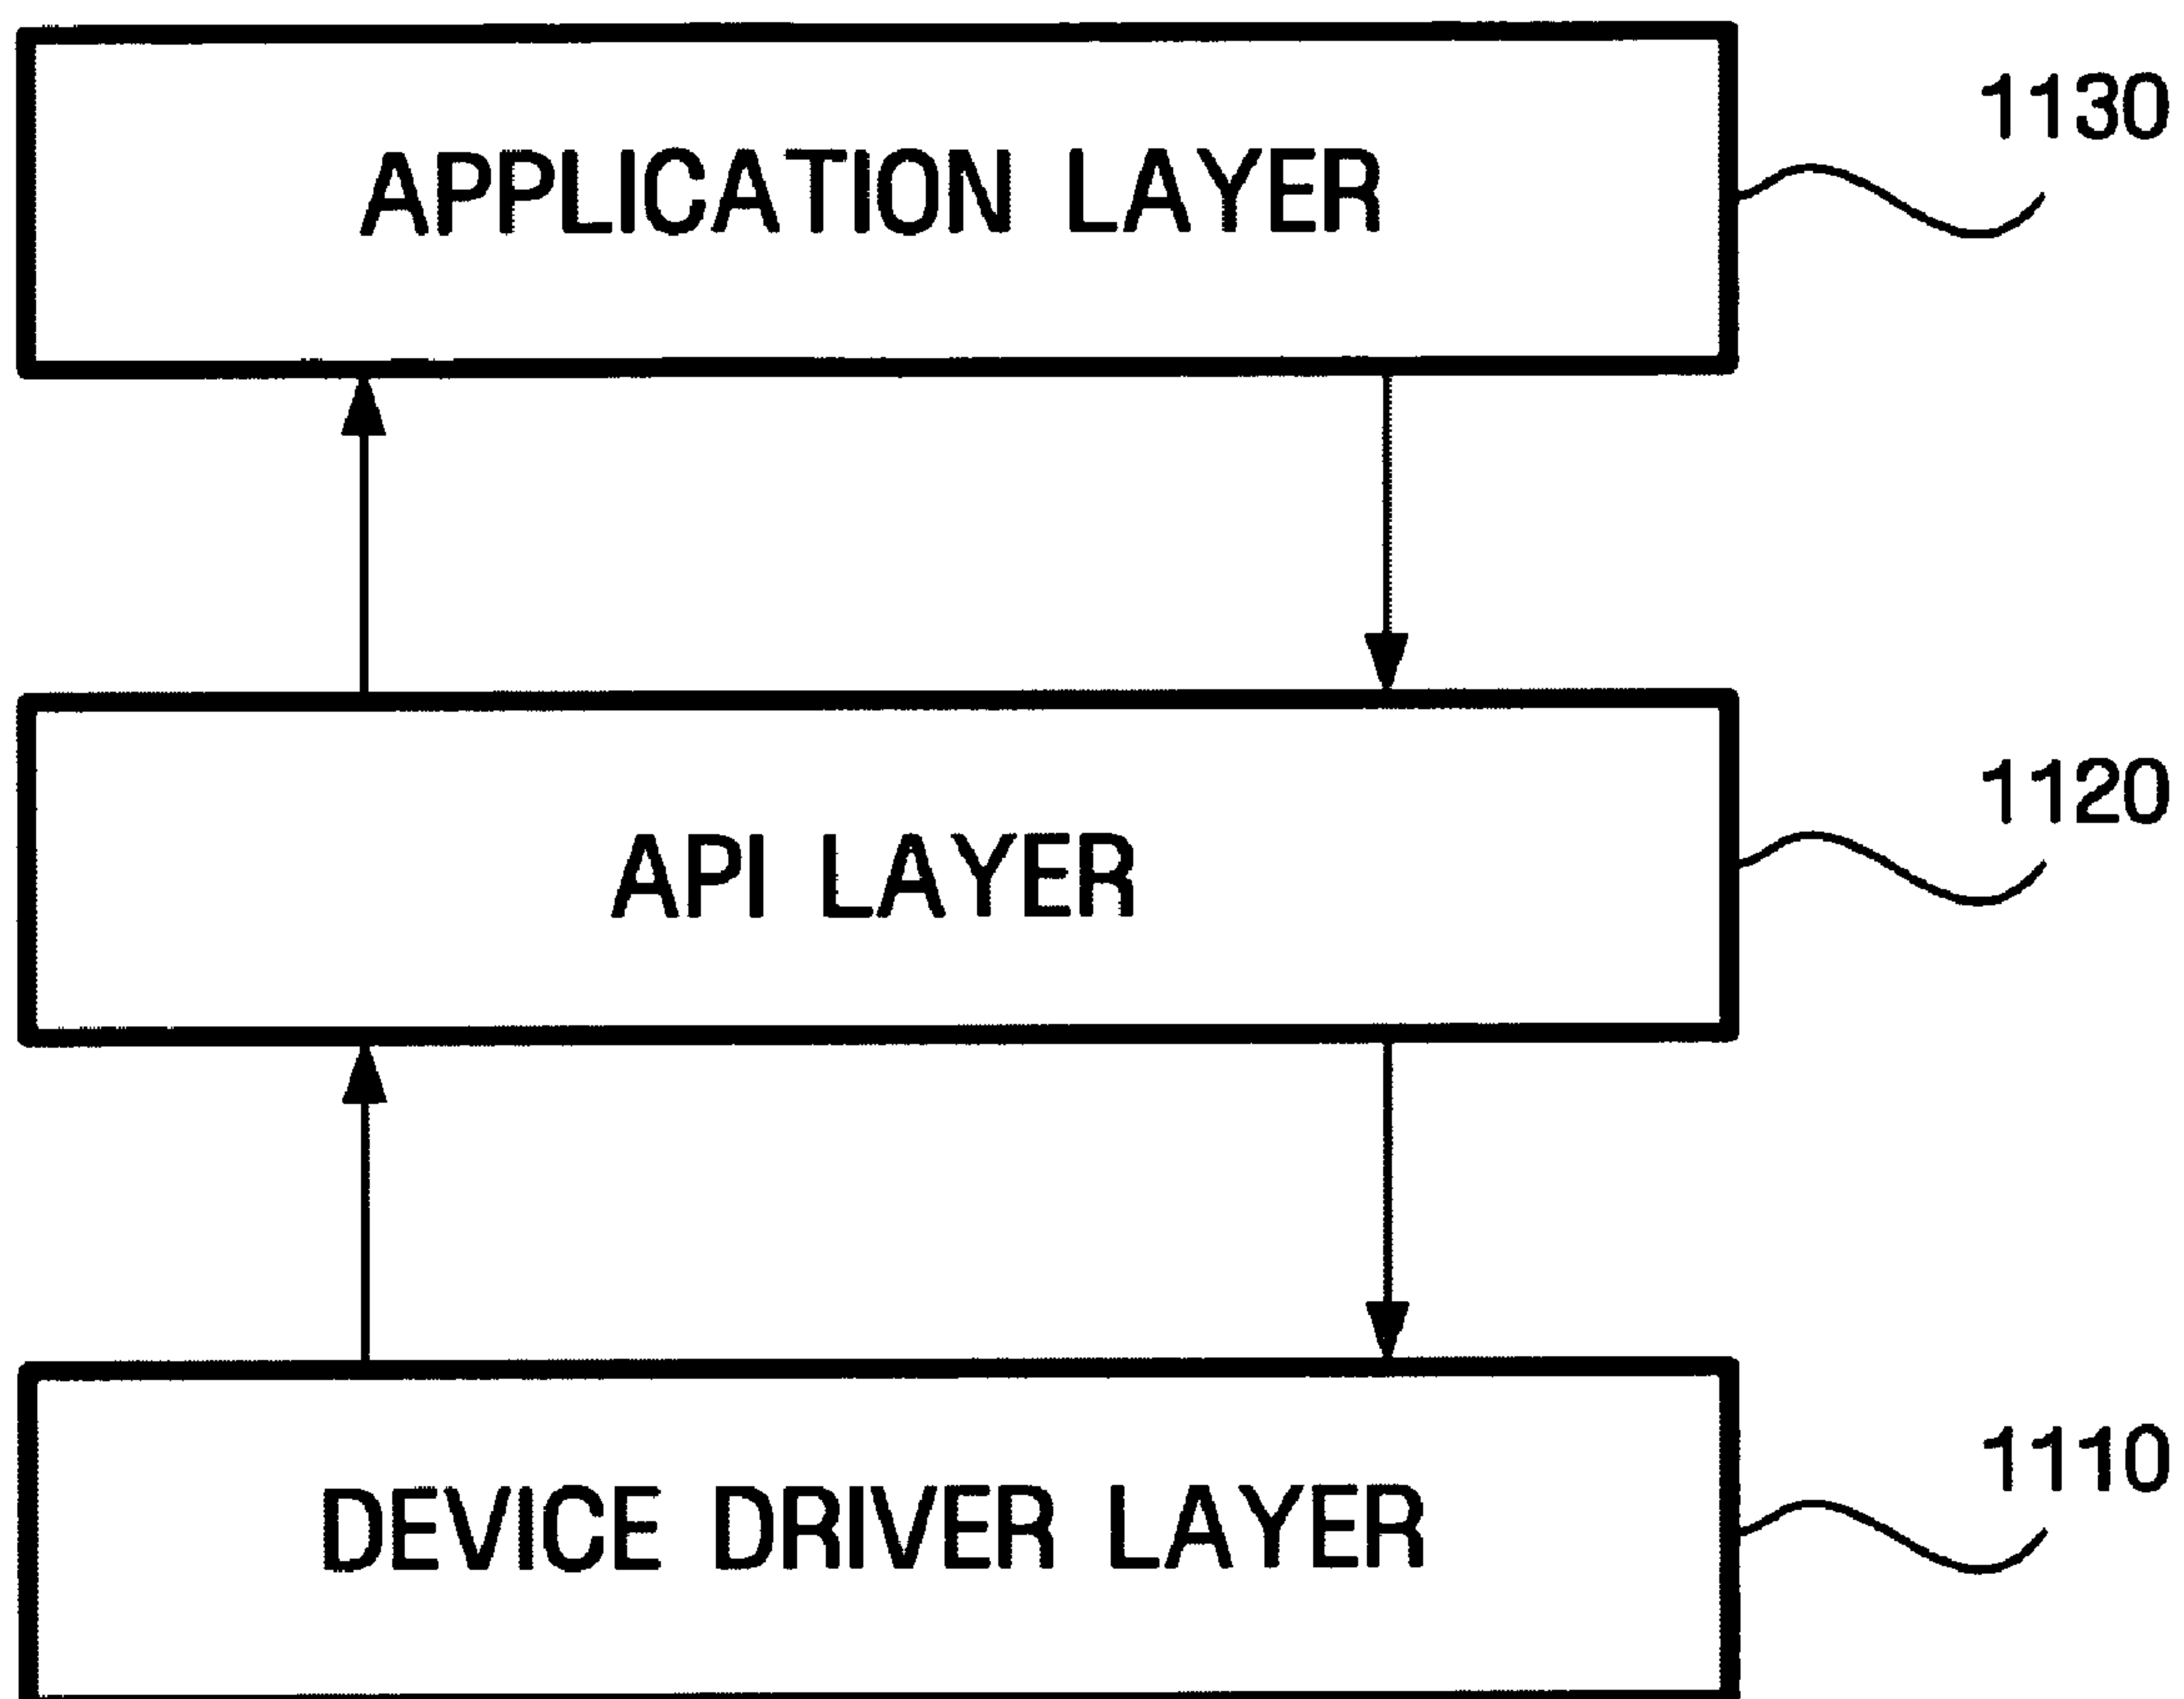 1130
APPLICATION LAYER
1120
API LAYER
1110
DEVICE DRIVER LAYER